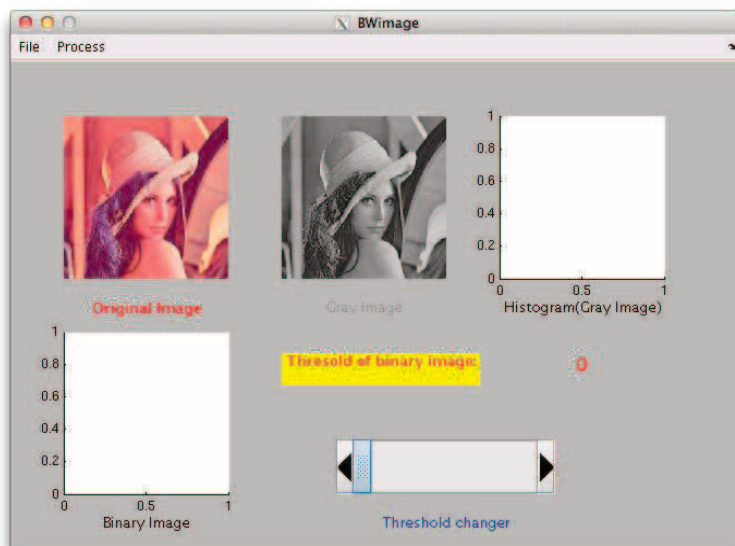 BWimage
File Process
1
0.8
0.6
0.4
0.2
0
0 0.5 1
Original Image
Gray Image
Histogram(Gray Image)
1
0.8
0.6
0.4
0.2
0
0 0.5 1
Binary Image
Thresold of binary image:
0
Threshold changer